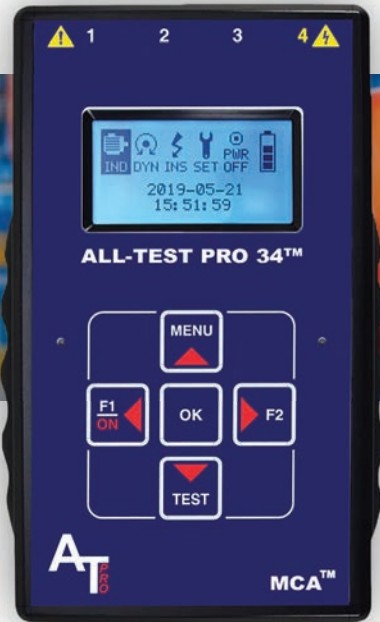 1 2 3 4
IND DYN INS SET PWR OFF
2019-05-21
15:51:59
ALL-TEST PRO 34™
MENU
F1 ON OK F2
TEST
AT PRO
MCA™